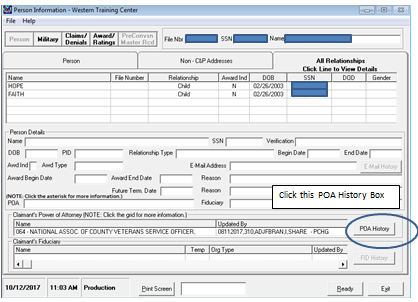 Person Information - Western Training Center
File Help
Person Military Claims/ Denials Award/ Ratings PreConvsn Master Rcd File Nbr SSN Name
Person Non - C&P Addresses All Relationships
Click Line to View Details
Name File Number Relationship Award Ind DOB SSN DOD Gender
HOPE Child N 02/26/2003
FAITH Child N 02/26/2003
Person Details
Name SSN Verification
DOB PID Relationship Type Begin Date End Date
Awd Ind Awd Type E-Mail Address E-Mail History
Award Begin Date Award End Date Reason
Future Term. Date Reason
(NOTE: Click the asterisk for more information.)
POA Fiduciary
Click this POA History Box
Claimant's Power of Attorney (NOTE: Click the grid for more information.)
Name Updated By
064 - NATIONAL ASSOC. OF COUNTY VETERANS SERVICE OFFICER, 08112017,310,ADJFBRAN,I,SHARE - PCHG
POA History
Claimant's Fiduciary
Name Temp Org Type Updated By
FID History
10/12/2017 11:03 AM Production Print Screen Ready Exit